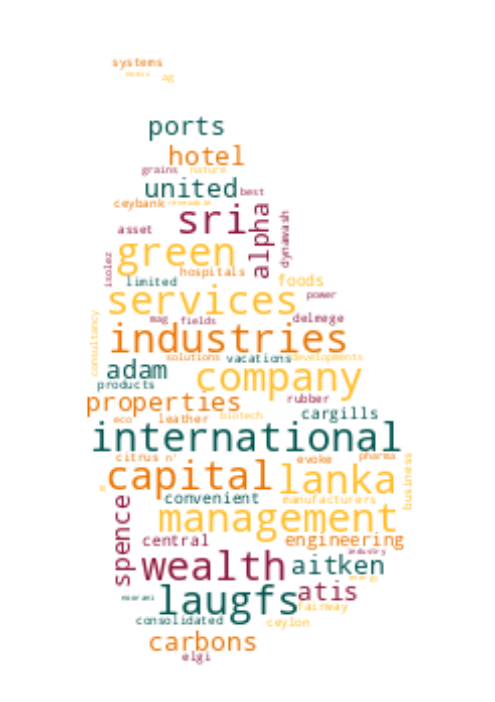 systems
ag
ports
hotel
grains nature
united best
ceybank renewable
sri
alpha
dynawash
asset
green
isolez
hospitals
limited foods
services power
consultancy
mag fields delmege
industries
solutions vacations developments
adam company
products
properties rubber
cargills
eco leather biotech
international
citrus n' evoke pharma
capital lanka
business
convenient manufacturers
spence
management
central engineering
industry
wealth aitken
energy
atis
laugfs
fairway
consolidated ceylon
carbons
elgi